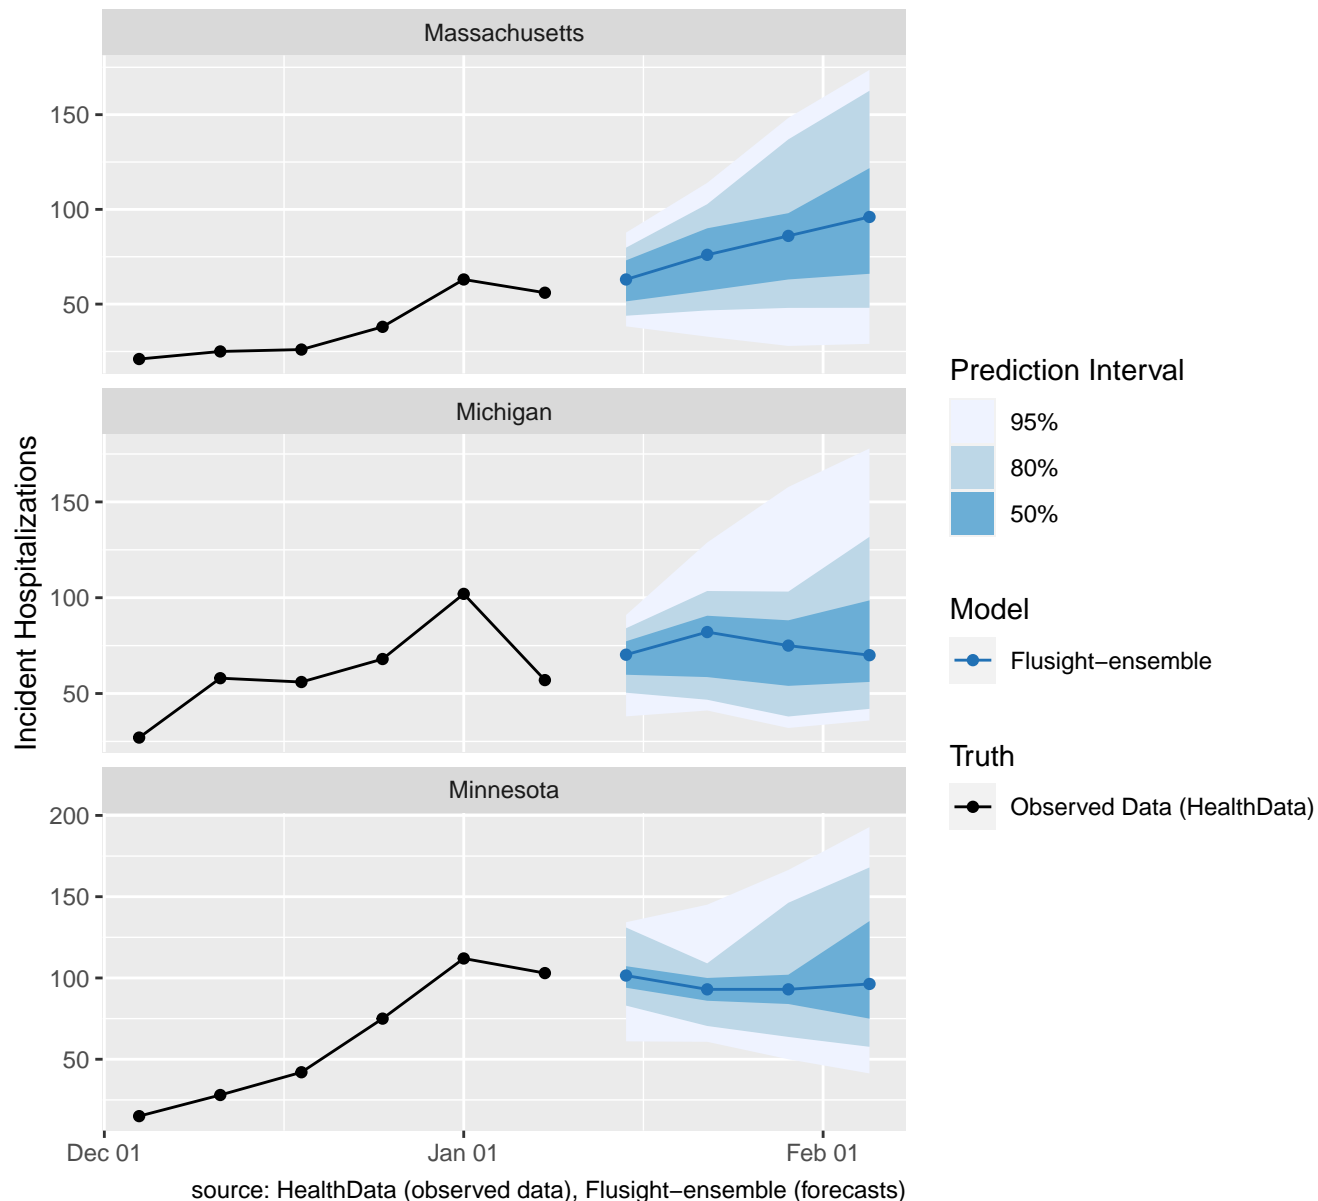 Massachusetts
150
100
50
Michigan
150
100
50
Minnesota
200
150
100
50
Dec 01
Jan 01
Feb 01
Incident Hospitalizations
source: HealthData (observed data), Flusight−ensemble (forecasts)
Prediction Interval
95%
80%
50%
Model
Flusight−ensemble
Truth
Observed Data (HealthData)